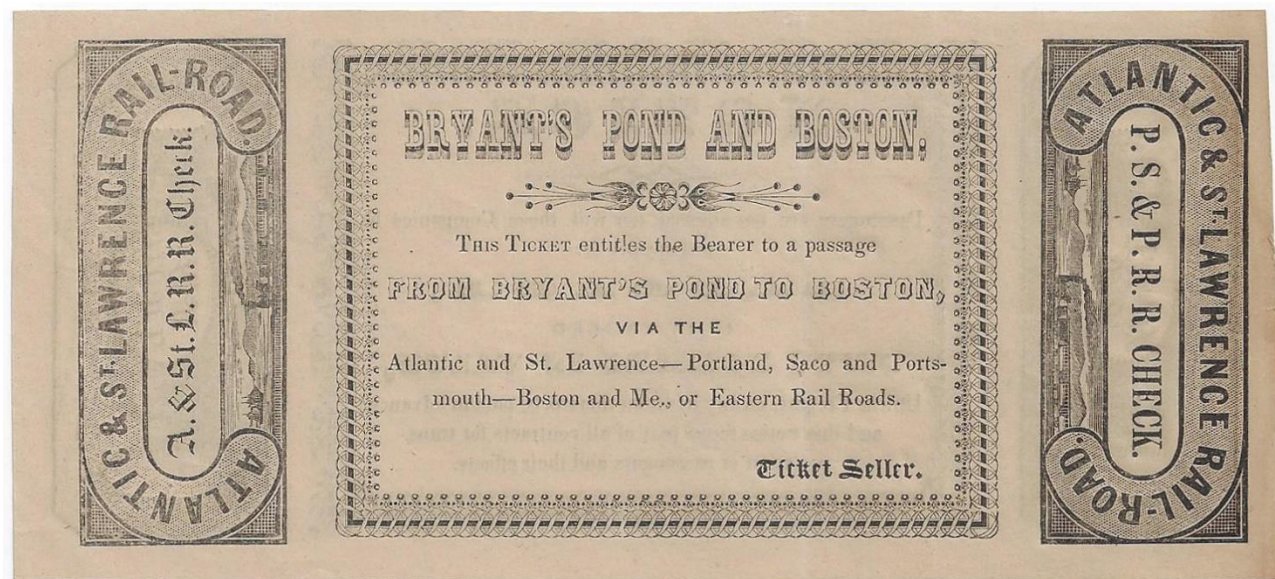 ATLANTIC & ST. LAWRENCE RAIL-ROAD.
A. & St. L. R. R. Check.
BRYANT'S POND AND BOSTON,
THIS TICKET entitles the Bearer to a passage
FROM BRYANT'S POND TO BOSTON,
VIA THE
Atlantic and St. Lawrence—Portland, Saco and Ports-
mouth—Boston and Me., or Eastern Rail Roads.
Ticket Seller.
ATLANTIC & ST. LAWRENCE RAIL-ROAD.
P. S. & P. R. R. CHECK.